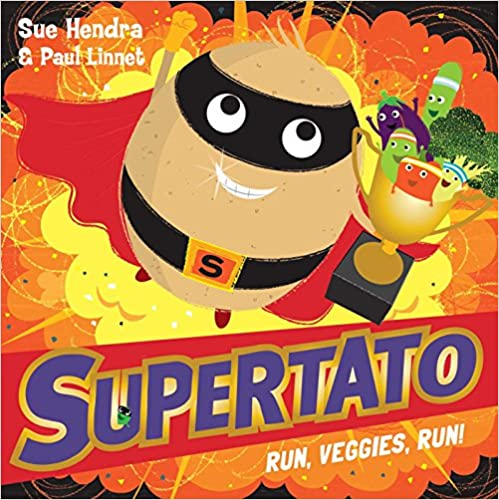 Sue Hendra
& Paul Linnet
S
SUPERTATO
RUN, VEGGIES, RUN!